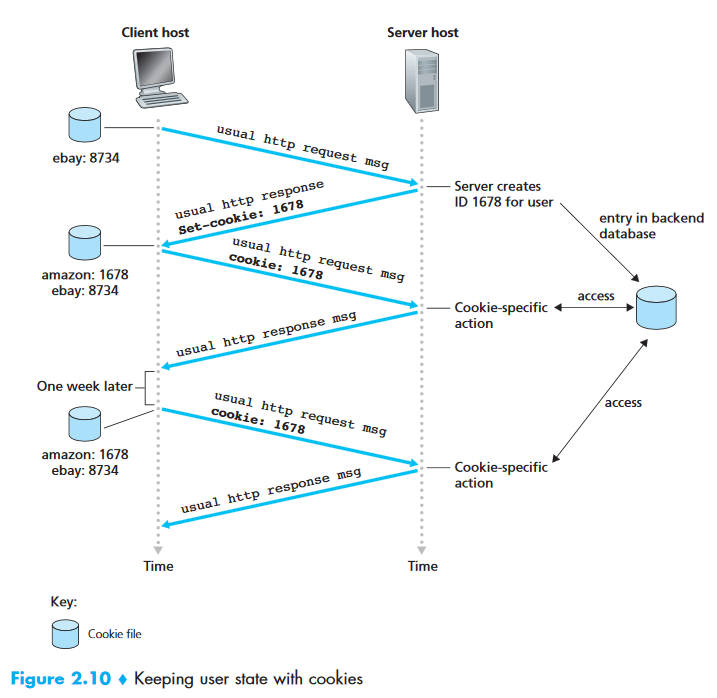 Client host
Server host
ebay: 8734
usual http request msg
Server creates
ID 1678 for user
entry in backend
database
usual http response
Set-cookie: 1678
amazon: 1678
ebay: 8734
usual http request msg
cookie: 1678
Cookie-specific
action
access
usual http response msg
One week later
usual http request msg
cookie: 1678
access
amazon: 1678
ebay: 8734
Cookie-specific
action
usual http response msg
Time
Time
Key:
Cookie file
Figure 2.10 ♦ Keeping user state with cookies